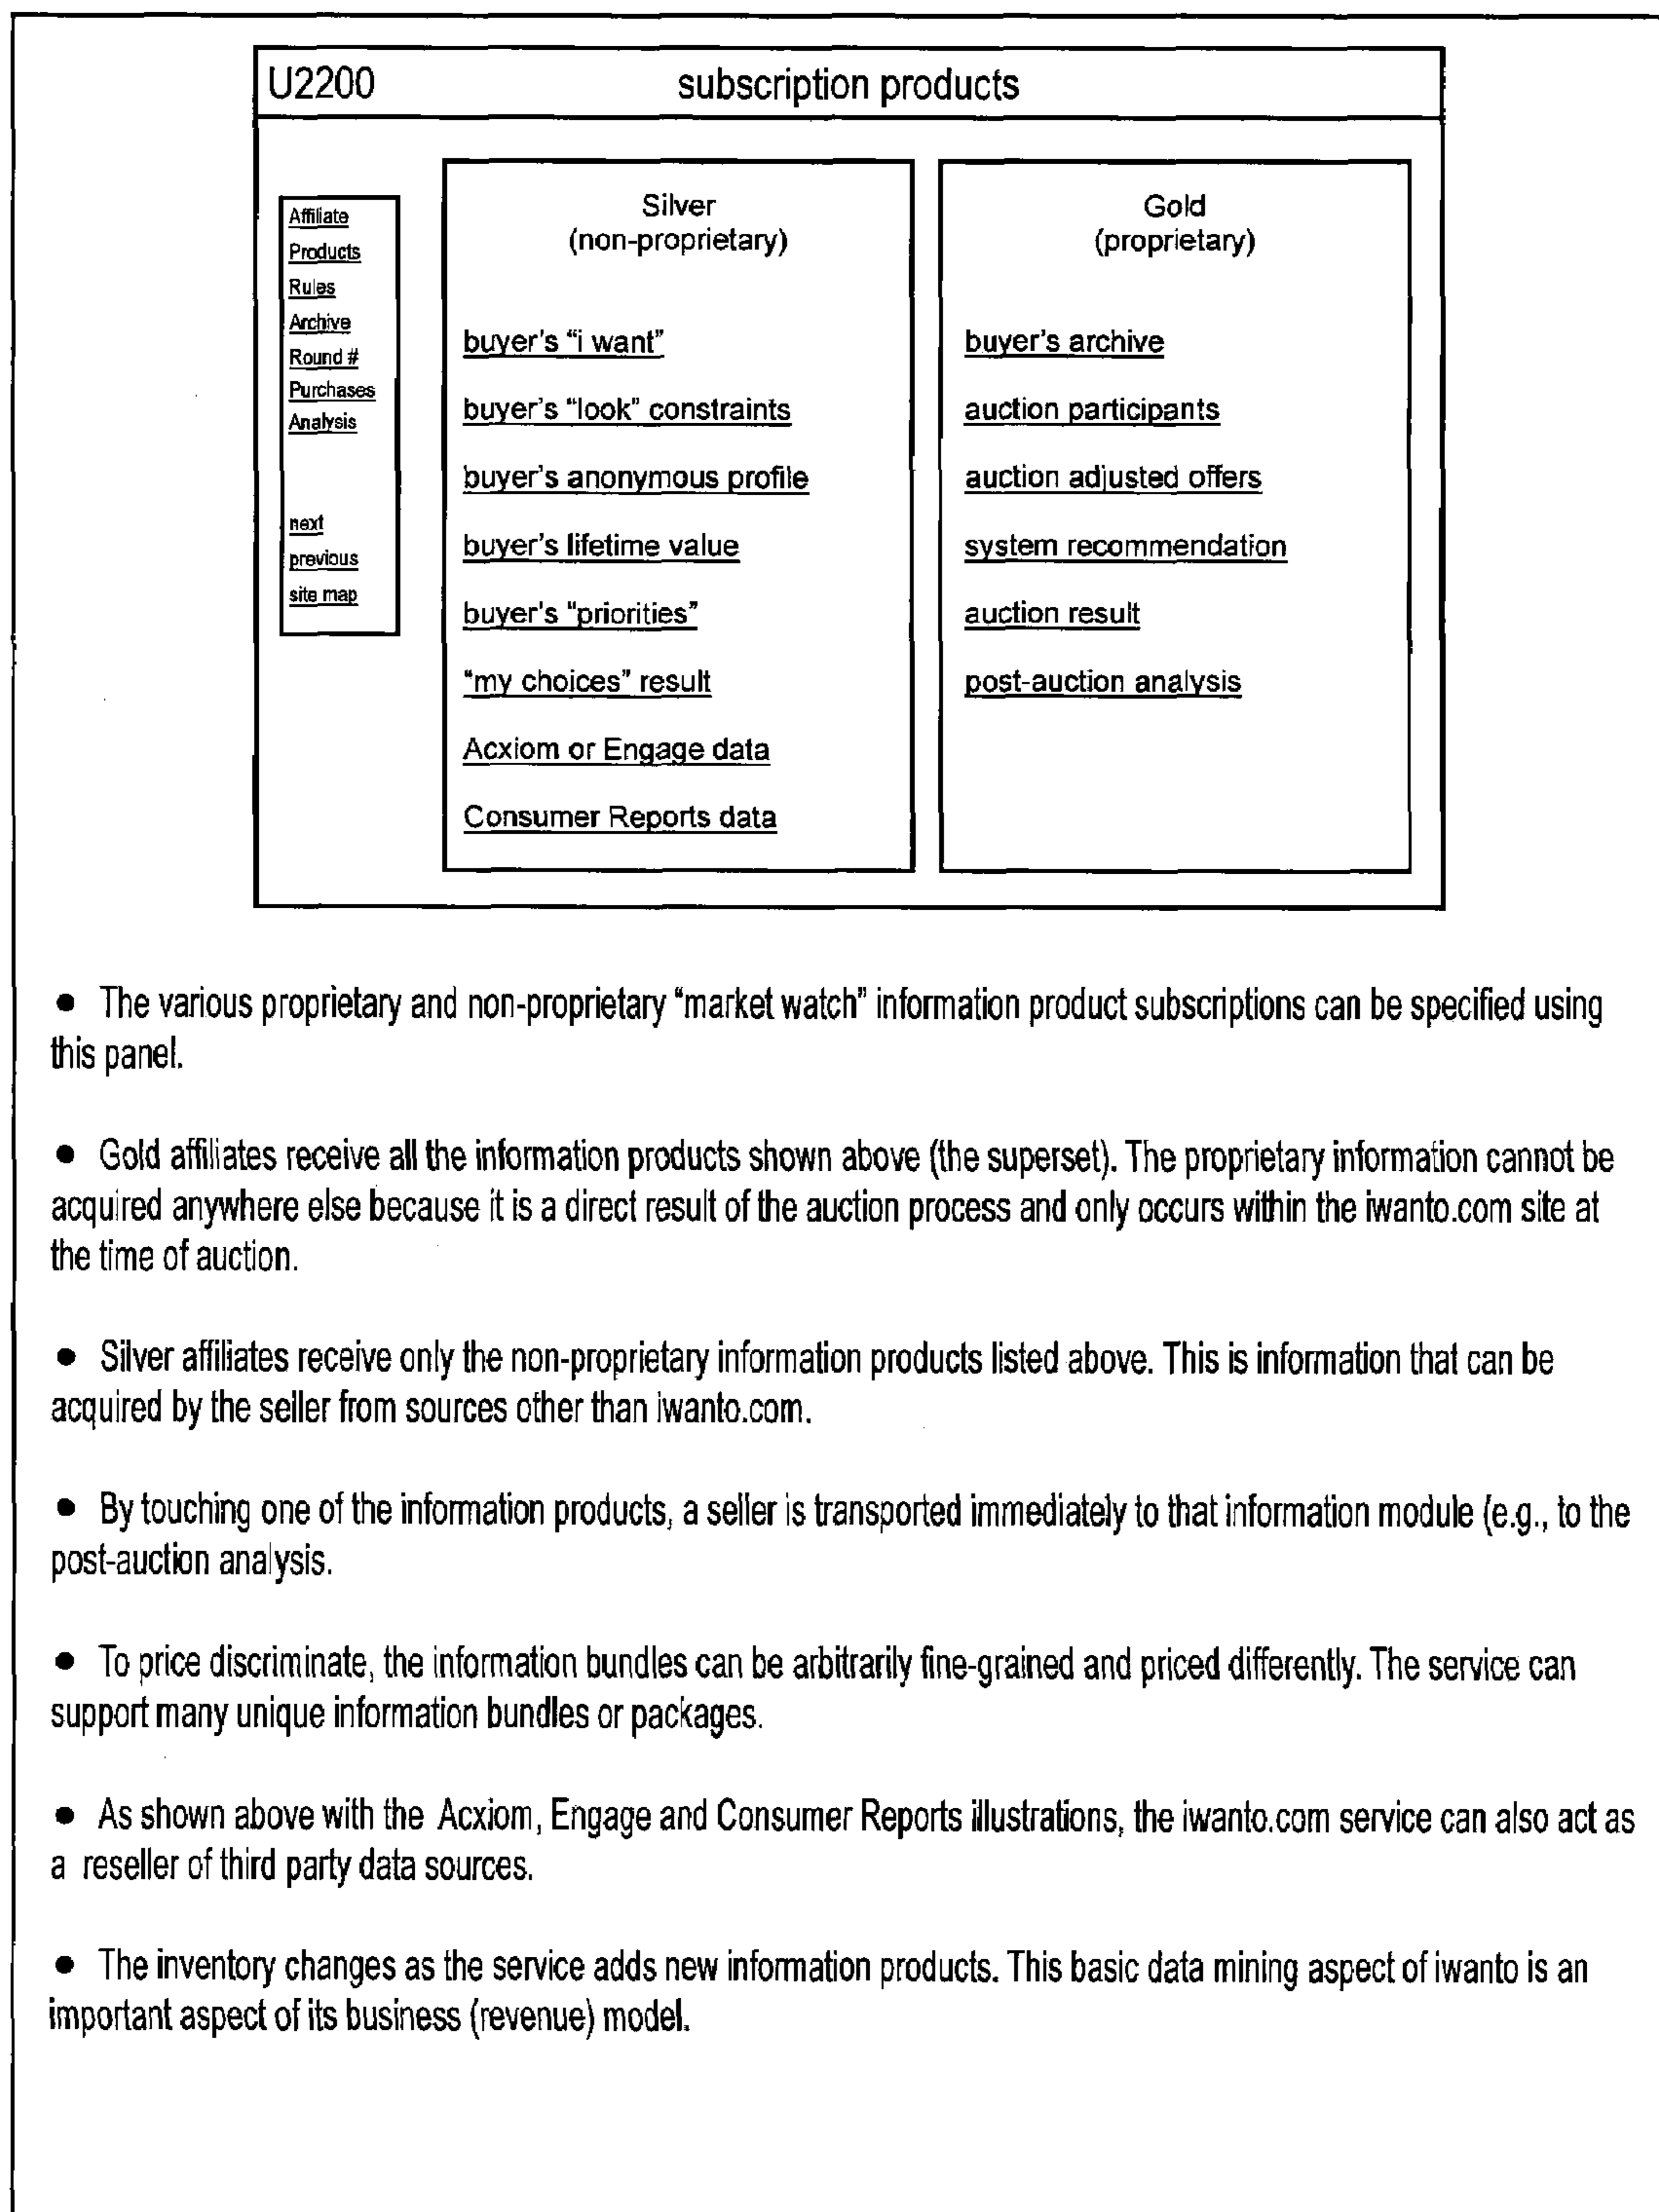 U2200 subscription products
Affiliate
Products
Rules
Archive
Round #
Purchases
Analysis
next
previous
site map
Silver
(non-proprietary)
buyer's “i want”
buyer's “look” constraints
buyer's anonymous profile
buyer's lifetime value
buyer's “priorities”
“my choices” result
Acxiom or Engage data
Consumer Reports data
Gold
(proprietary)
buyer's archive
auction participants
auction adjusted offers
system recommendation
auction result
post-auction analysis
● The various proprietary and non-proprietary “market watch” information product subscriptions can be specified using
this panel.
● Gold affiliates receive all the information products shown above (the superset). The proprietary information cannot be
acquired anywhere else because it is a direct result of the auction process and only occurs within the iwanto.com site at
the time of auction.
● Silver affiliates receive only the non-proprietary information products listed above. This is information that can be
acquired by the seller from sources other than iwanto.com.
● By touching one of the information products, a seller is transported immediately to that information module (e.g., to the
post-auction analysis.
● To price discriminate, the information bundles can be arbitrarily fine-grained and priced differently. The service can
support many unique information bundles or packages.
● As shown above with the Acxiom, Engage and Consumer Reports illustrations, the iwanto.com service can also act as
a reseller of third party data sources.
● The inventory changes as the service adds new information products. This basic data mining aspect of iwanto is an
important aspect of its business (revenue) model.